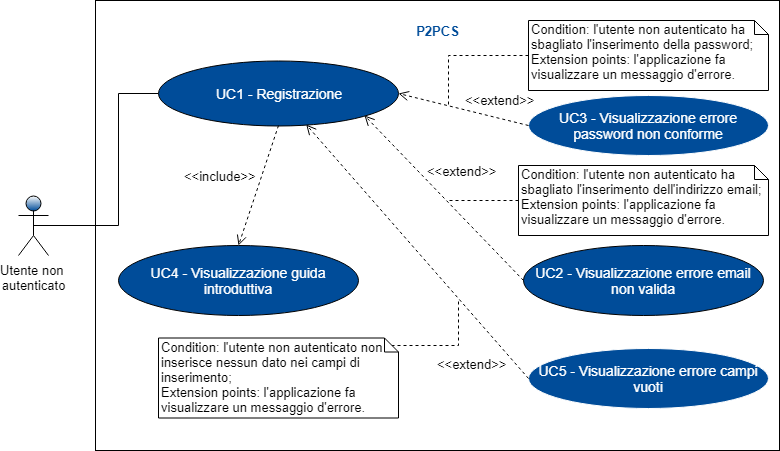 P2PCS
Condition: l'utente non autenticato ha
sbagliato l'inserimento della password;
Extension points: l'applicazione fa
visualizzare un messaggio d'errore.
UC1 - Registrazione
<<extend>>
UC3 - Visualizzazione errore
password non conforme
<<include>>
<<extend>>
Condition: l'utente non autenticato ha
sbagliato l'inserimento dell'indirizzo email;
Extension points: l'applicazione fa
visualizzare un messaggio d'errore.
Utente non
autenticato
UC4 - Visualizzazione guida
introduttiva
UC2 - Visualizzazione errore email
non valida
Condition: l'utente non autenticato non
inserisce nessun dato nei campi di
inserimento;
Extension points: l'applicazione fa
visualizzare un messaggio d'errore.
<<extend>>
UC5 - Visualizzazione errore campi
vuoti